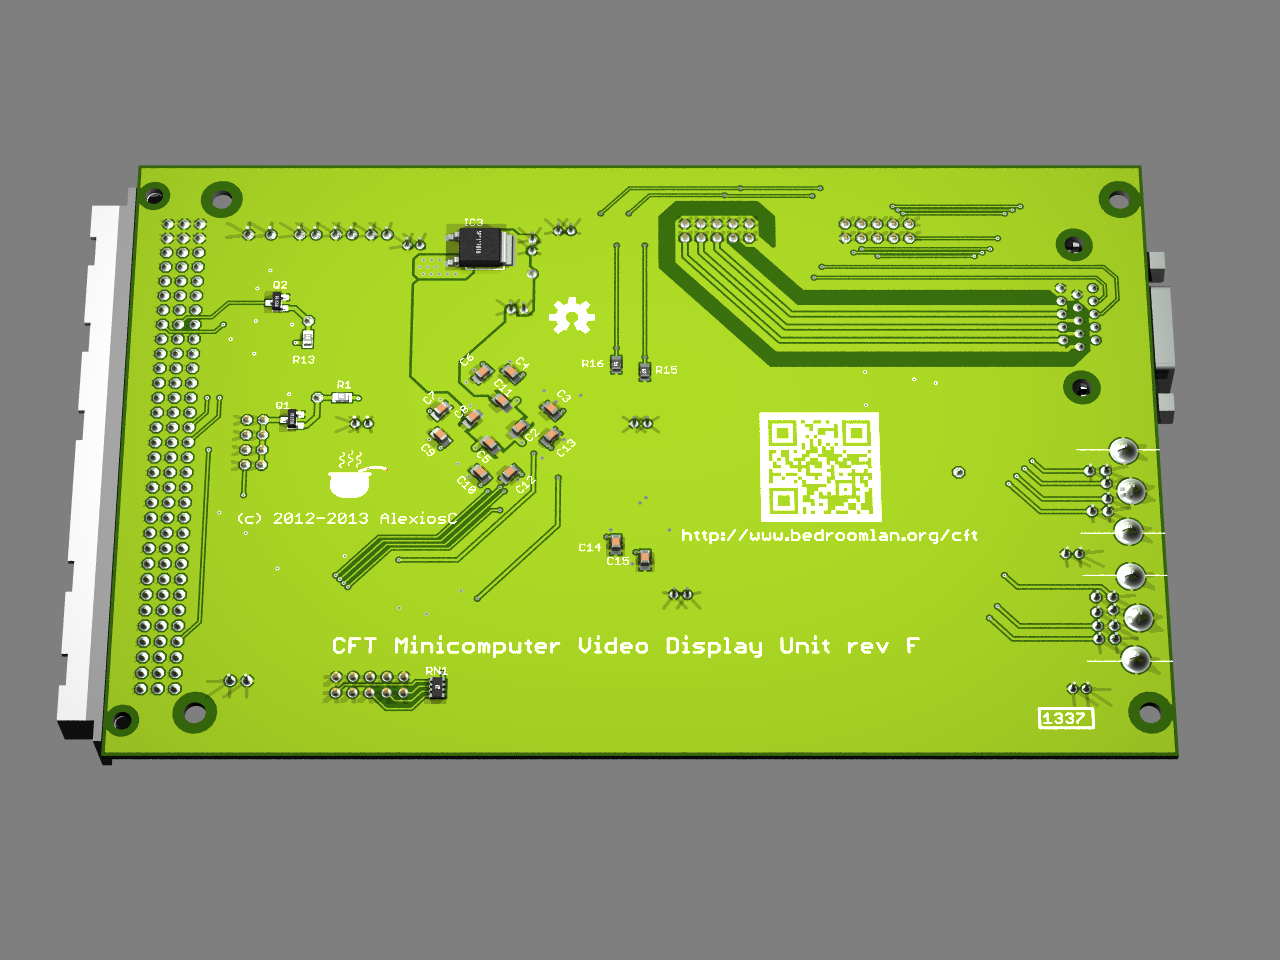 IC3
Q2
R13
R16
R15
C6
C4
R1
C11
C7
C8
C3
Q1
C2
C9
C5
C13
C10
C12
(c) 2012-2013 AlexiosC
http://www.bedroomlan.org/cft
C14
C15
CFT Minicomputer Video Display Unit rev F
RN1
1337